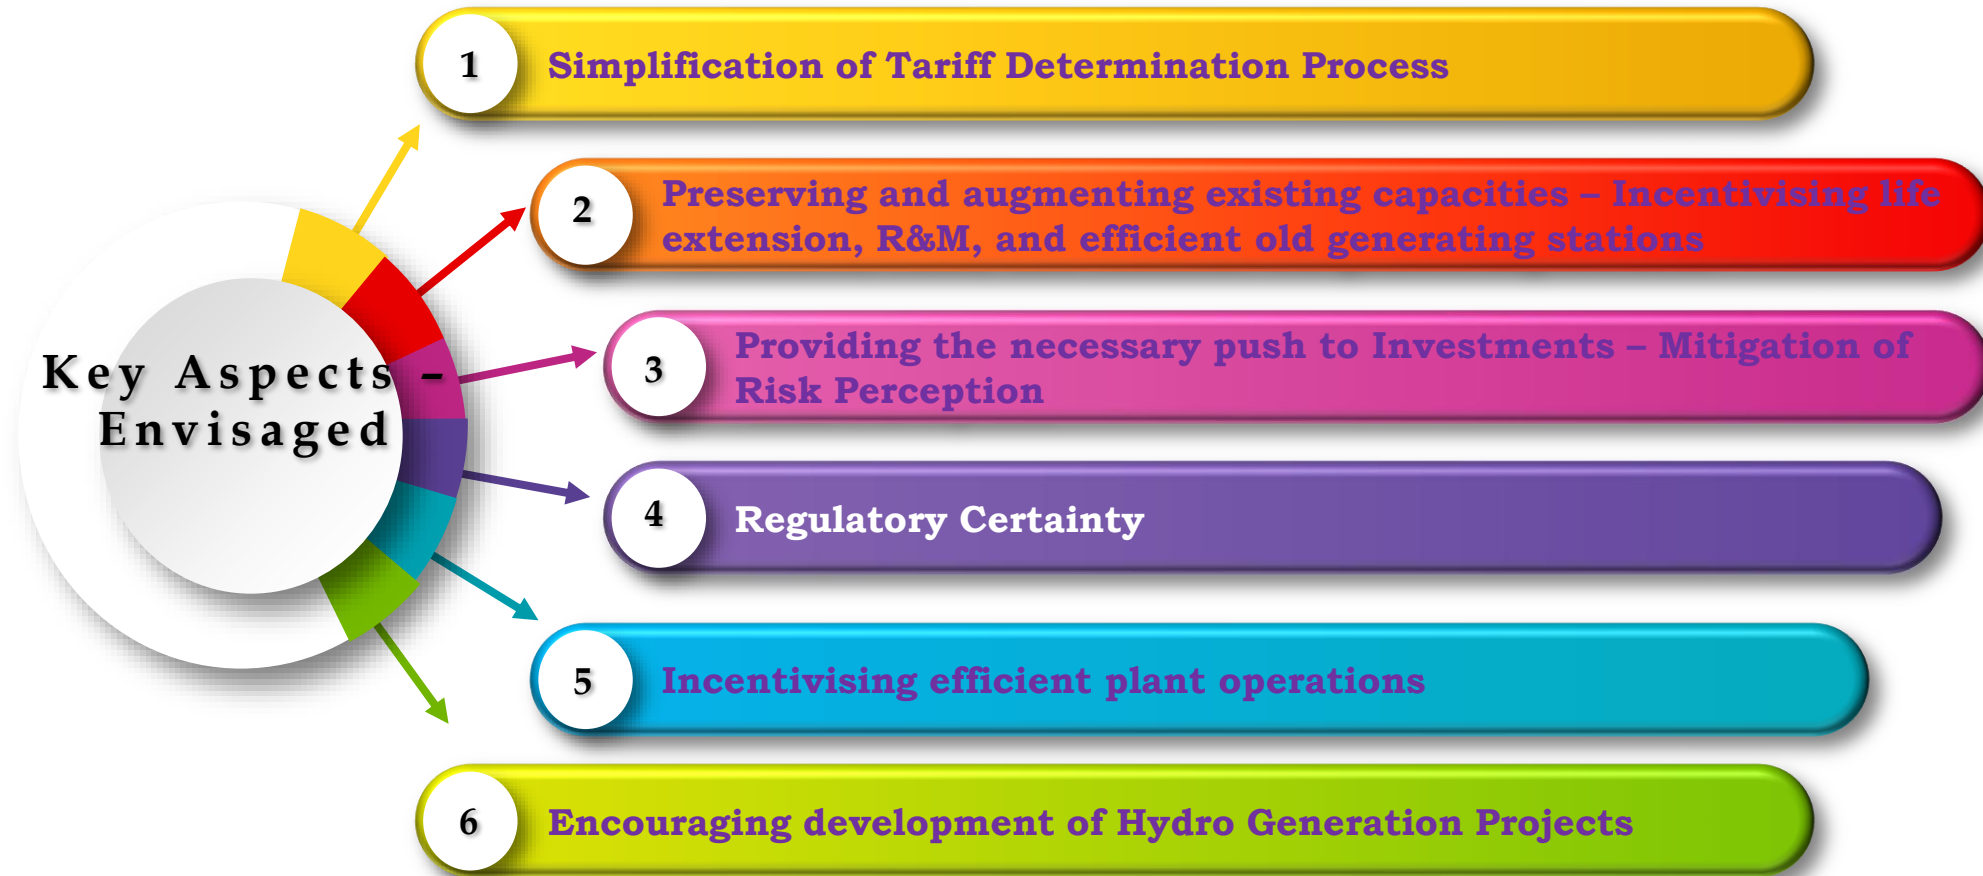 Key Aspects –
Envisaged
1
Simplification of Tariff Determination Process
2
Preserving and augmenting existing capacities – Incentivising life
extension, R&M, and efficient old generating stations
3
Providing the necessary push to Investments – Mitigation of
Risk Perception
4
Regulatory Certainty
5
Incentivising efficient plant operations
6
Encouraging development of Hydro Generation Projects